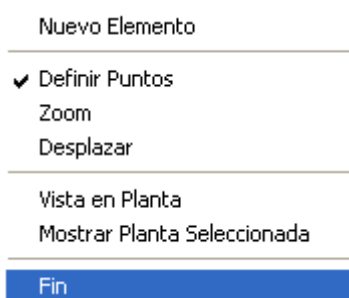 Nuevo Elemento
Definir Puntos
Zoom
Desplazar
Vista en Planta
Mostrar Planta Seleccionada
Fin